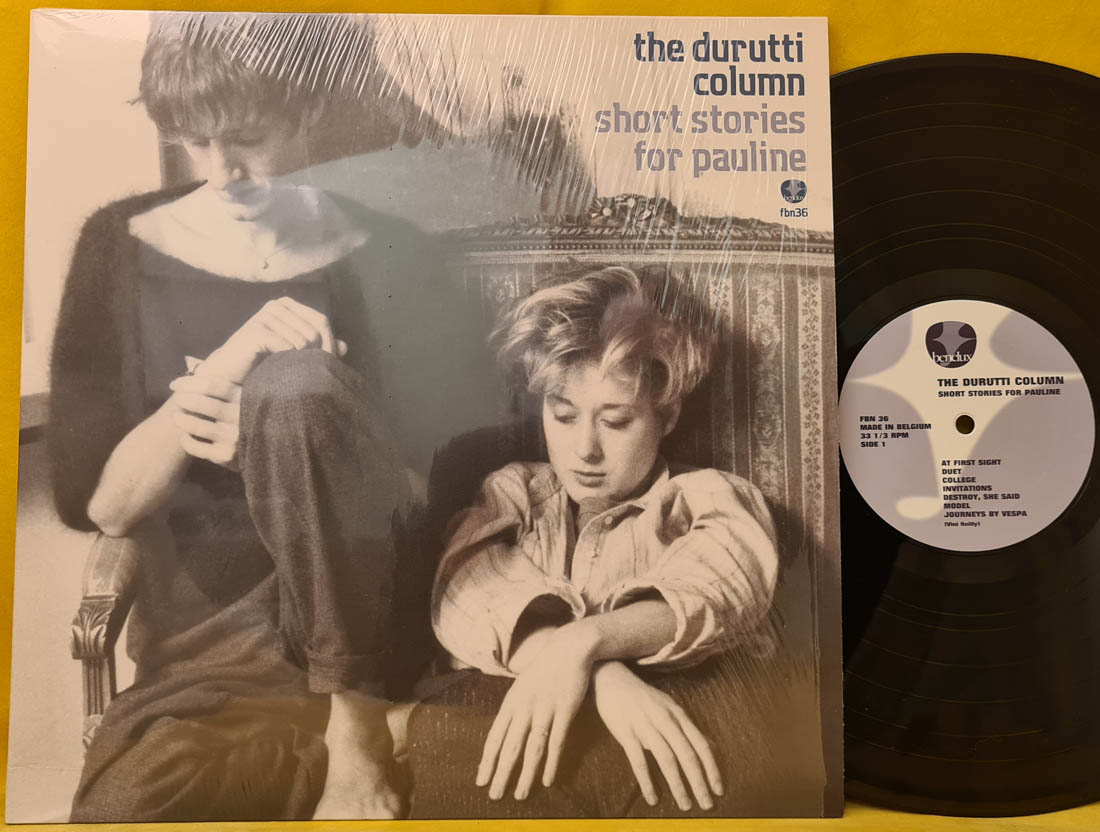 the durutti
column
short stories
for pauline
benelux
fbn36
benelux
THE DURUTTI COLUMN
SHORT STORIES FOR PAULINE
FBN 36
MADE IN BELGIUM
33 1/3 RPM
SIDE 1
AT FIRST SIGHT
DUET
COLLEGE
INVITATIONS
DESTROY, SHE SAID
MODEL
JOURNEYS BY VESPA
(Vini Reilly)